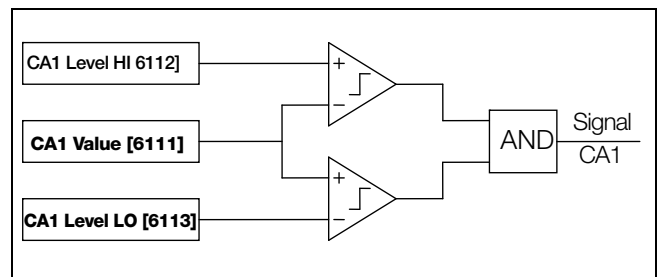 CA1 Level HI 6112]
+
−
CA1 Value [6111]
AND
Signal
CA1
+
−
CA1 Level LO [6113]